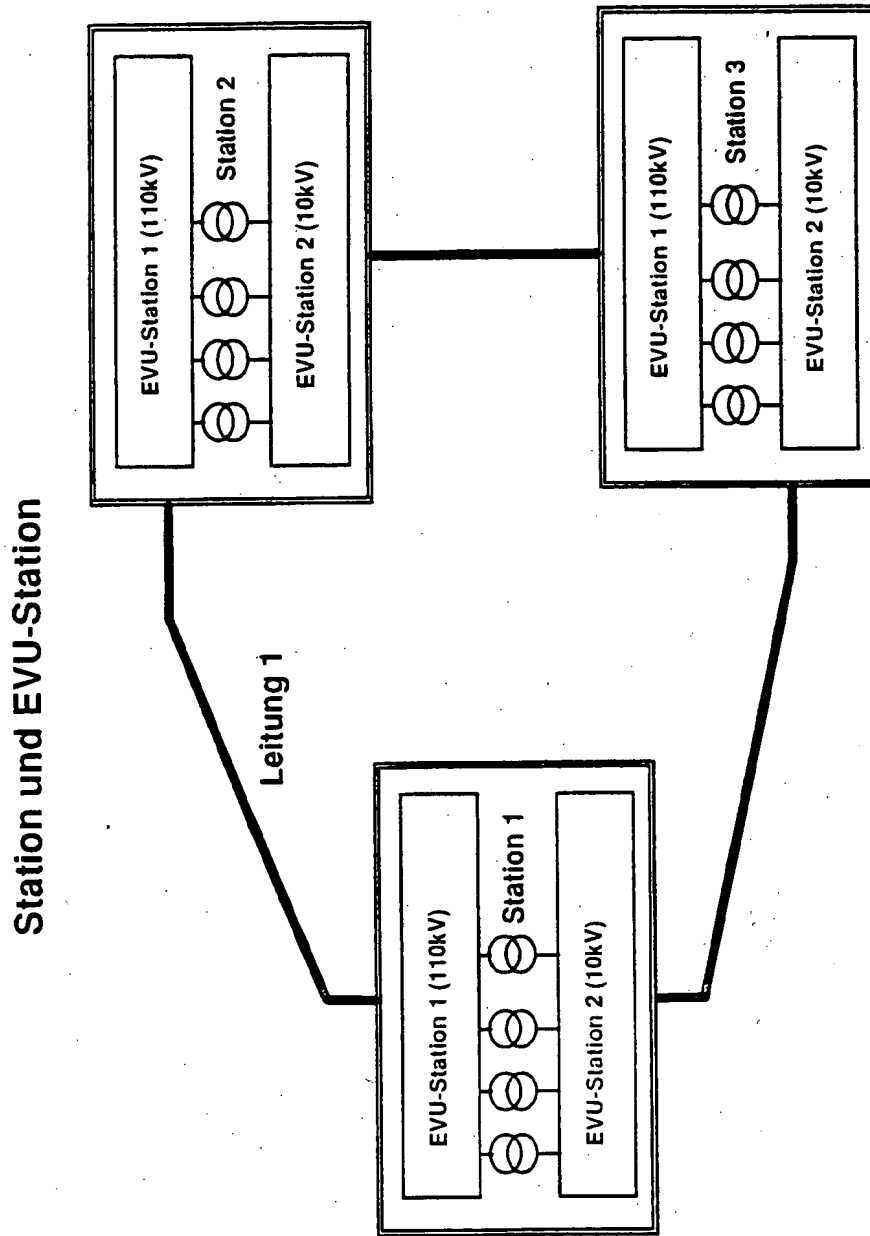 Station und EVU-Station
Leitung 1
EVU-Station 1 (110kV)
Station 1
EVU-Station 2 (10kV)
EVU-Station 1 (110kV)
Station 2
EVU-Station 2 (10kV)
EVU-Station 1 (110kV)
Station 3
EVU-Station 2 (10kV)